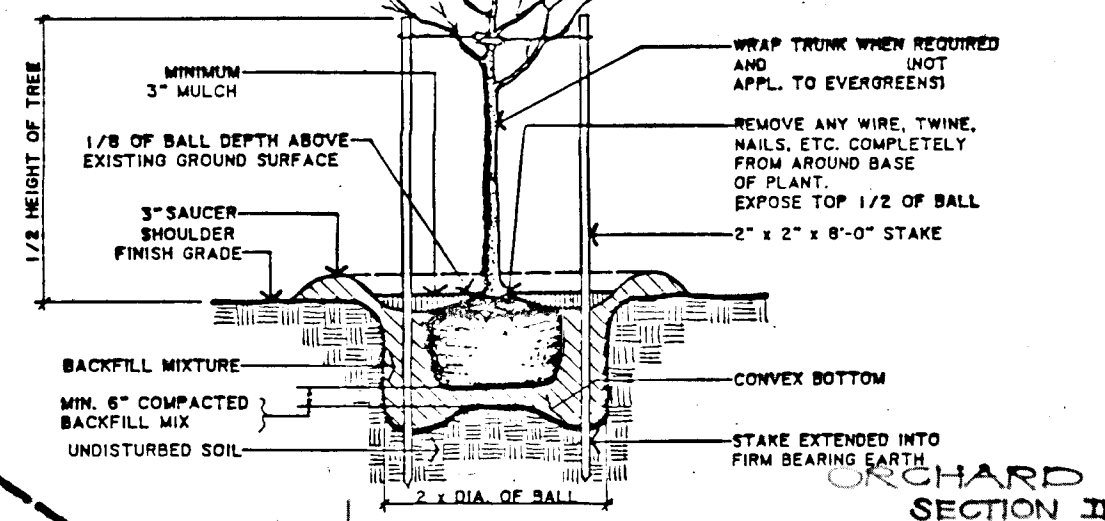 1/2 HEIGHT OF TREE
MINIMUM
3" MULCH
1/8 OF BALL DEPTH ABOVE
EXISTING GROUND SURFACE
3" SAUCER
SHOULDER
FINISH GRADE
BACKFILL MIXTURE
MIN. 6" COMPACTED
BACKFILL MIX
UNDISTURBED SOIL
2 x DIA. OF BALL
WRAP TRUNK WHEN REQUIRED
AND (NOT
APPL. TO EVERGREENS)
REMOVE ANY WIRE, TWINE,
NAILS, ETC. COMPLETELY
FROM AROUND BASE
OF PLANT.
EXPOSE TOP 1/2 OF BALL
2" x 2" x 8'-0" STAKE
CONVEX BOTTOM
STAKE EXTENDED INTO
FIRM BEARING EARTH
ORCHARD
SECTION II